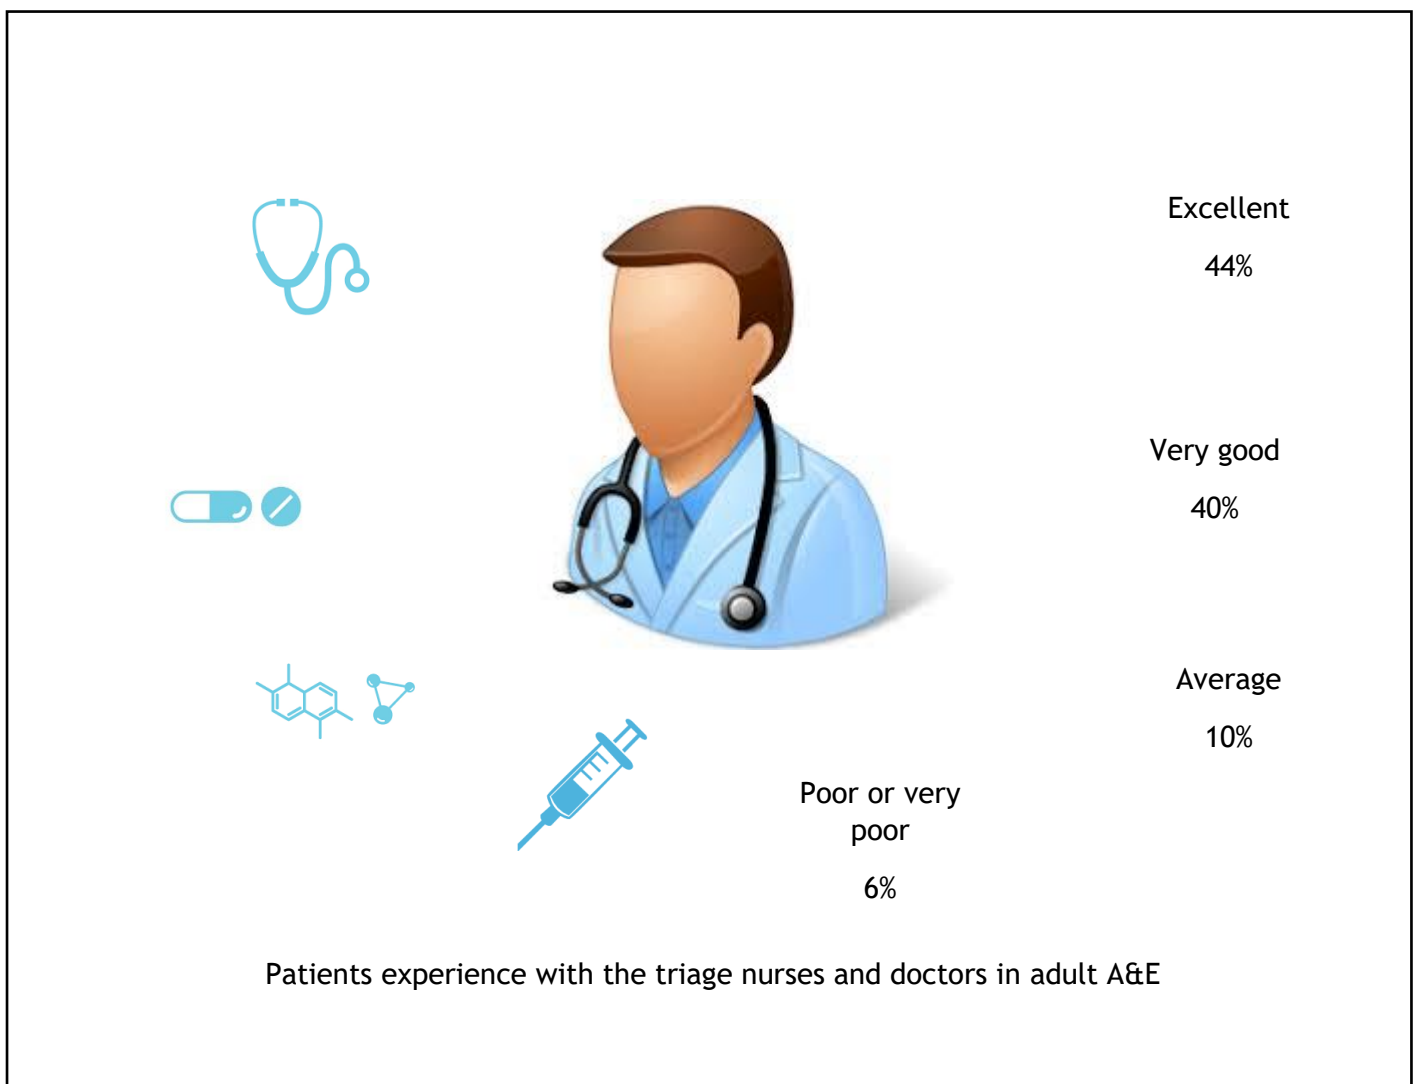 Excellent
44%
Very good
40%
Average
10%
Poor or very
poor
6%
Patients experience with the triage nurses and doctors in adult A&E